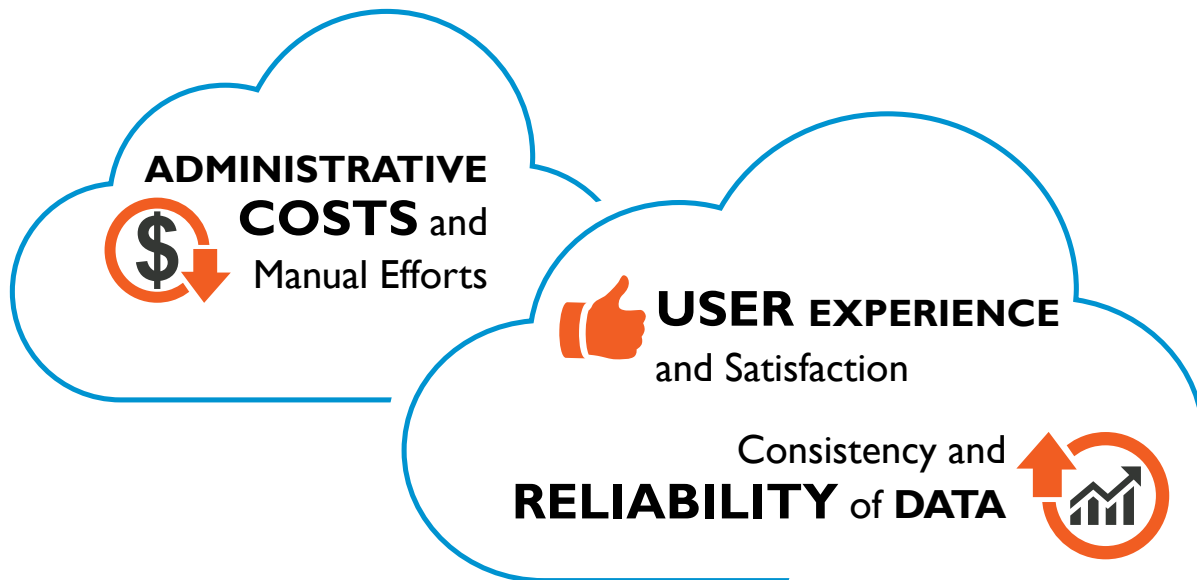 ADMINISTRATIVE
COSTS and
Manual Efforts
USER EXPERIENCE
and Satisfaction
Consistency and
RELIABILITY of DATA